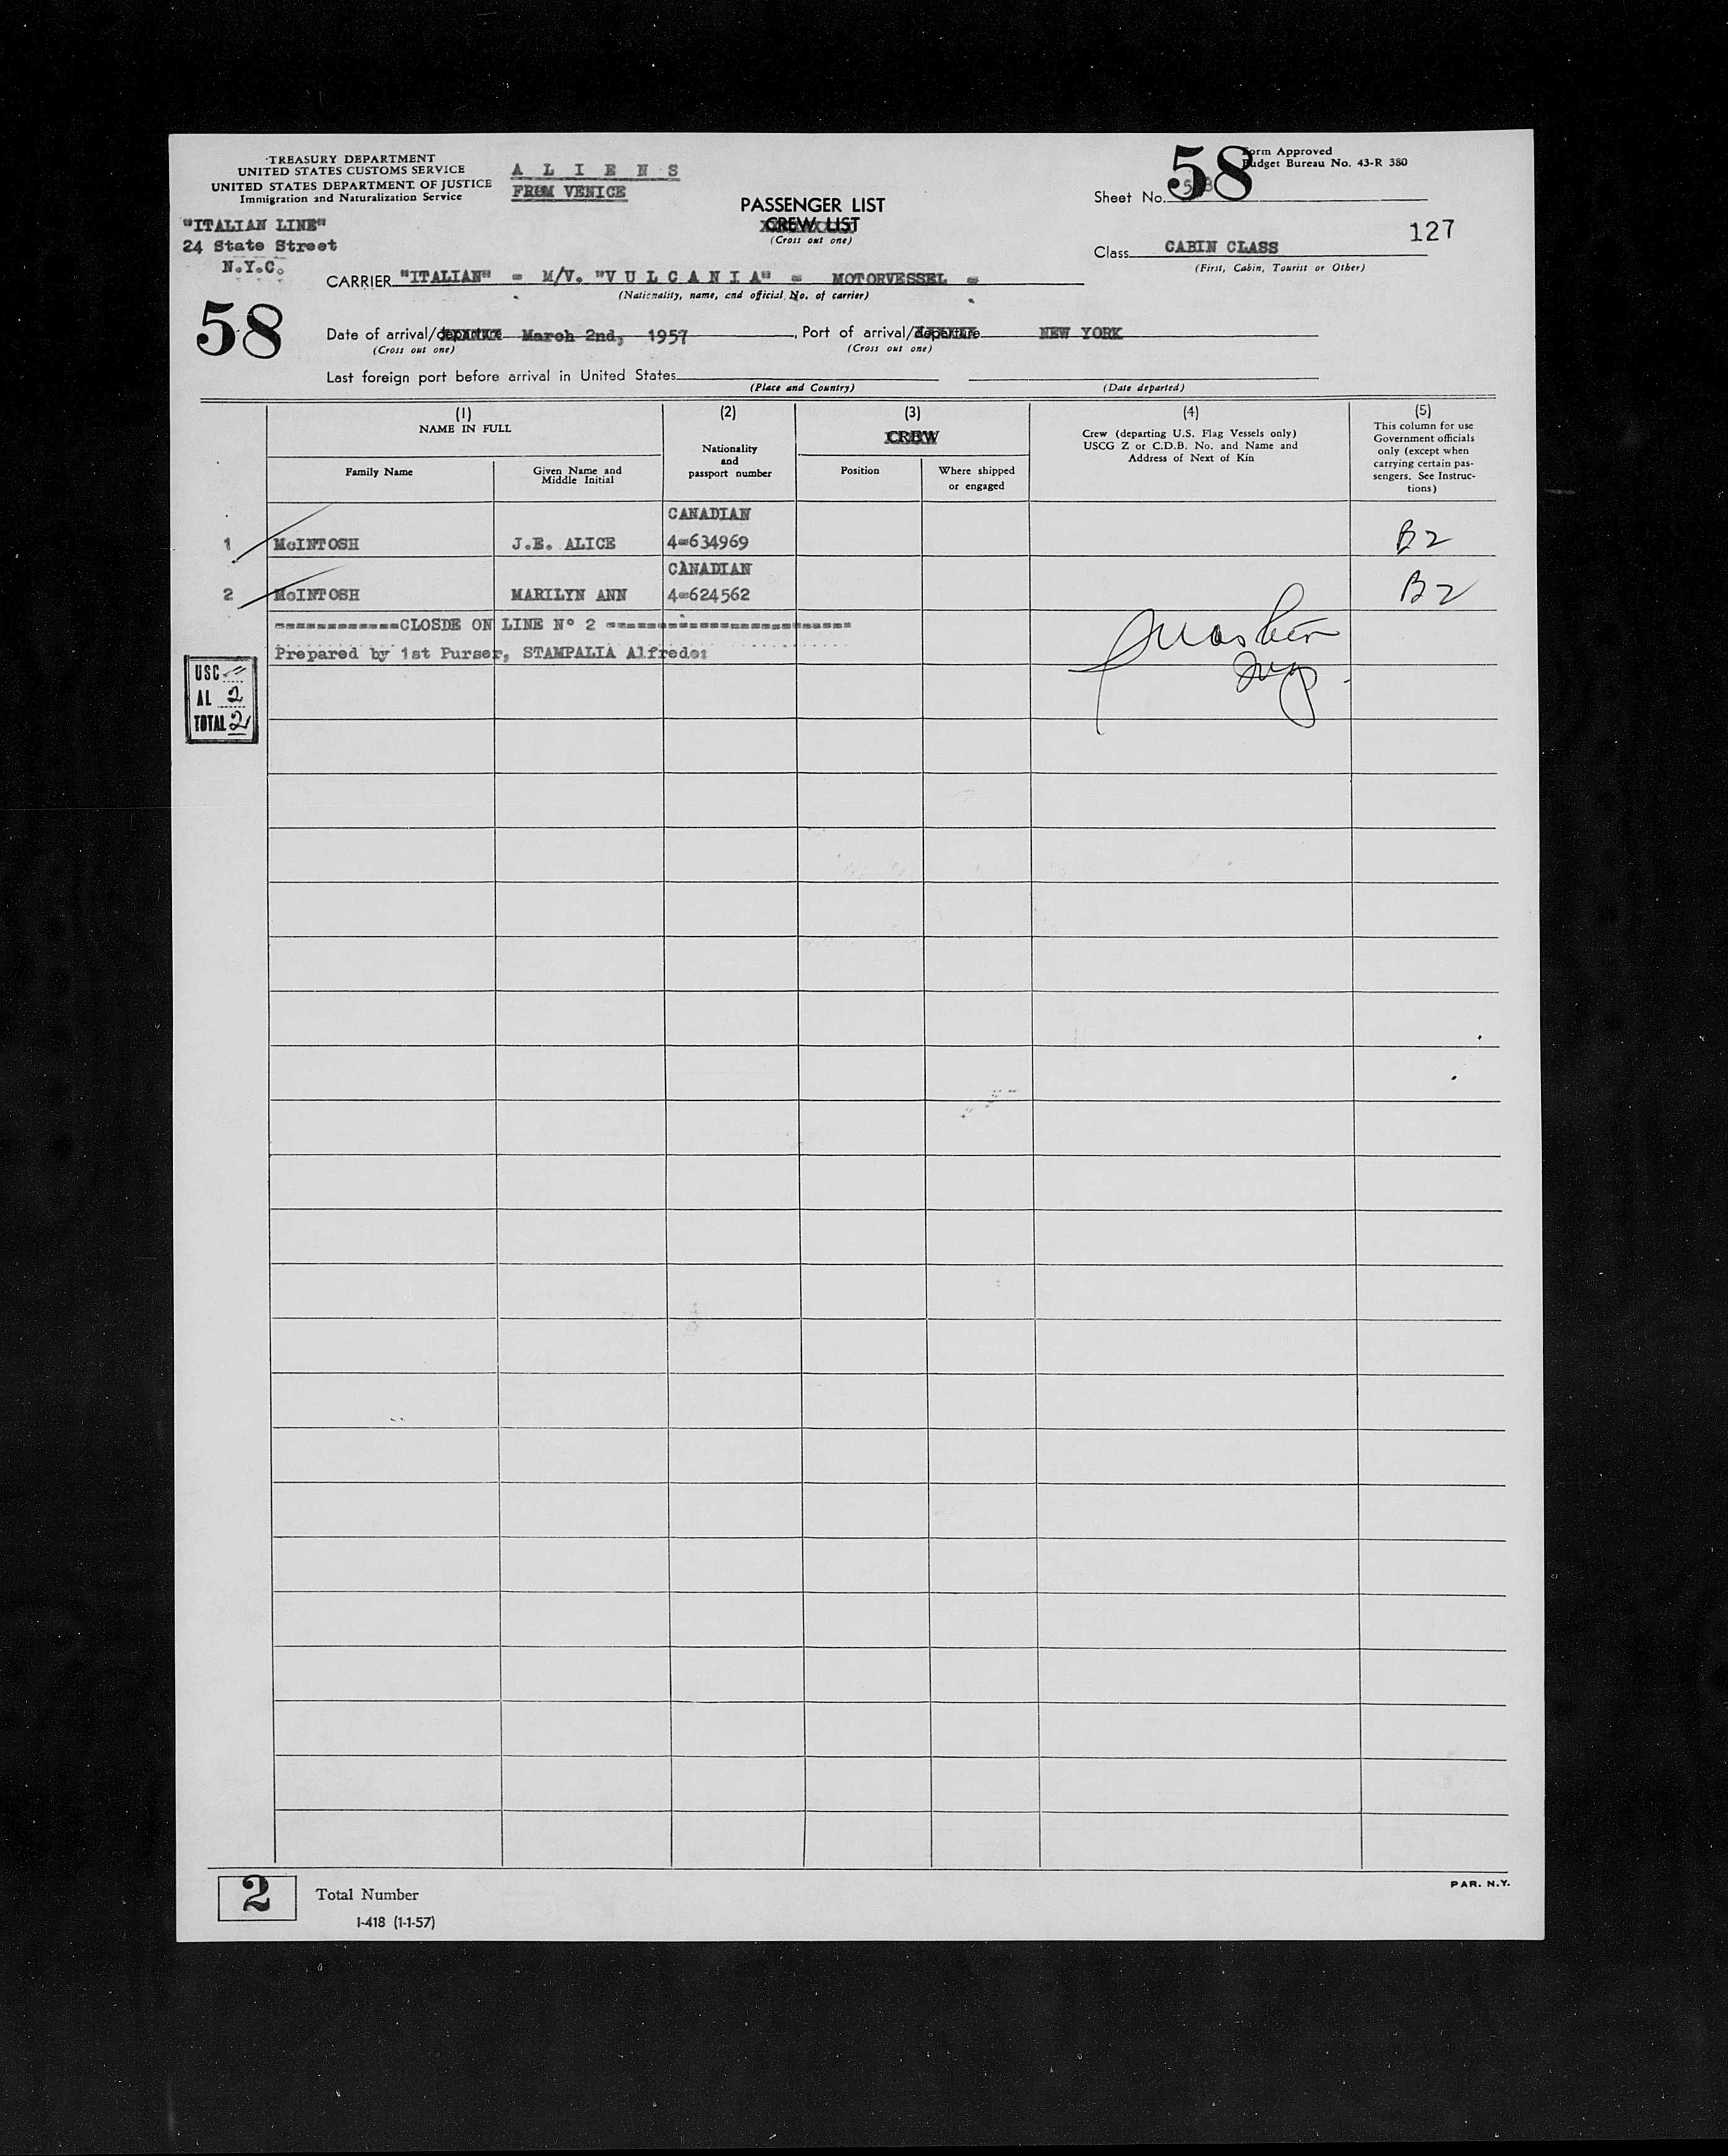 TREASURY DEPARTMENT
UNITED STATES CUSTOMS SERVICE
UNITED STATES DEPARTMENT OF JUSTICE
Immigration and Naturalization Service
A L I E N S
FROM VENICE
Form Approved
Budget Bureau No. 43-R 380
58
Sheet No. 58
"ITALIAN LINE"
24 State Street
N.Y.C.
PASSENGER LIST
CREW LIST
(Cross out one)
127
Class CABIN CLASS
(First, Cabin, Tourist or Other)
CARRIER "ITALIAN" = M/V. "V U L C A N I A" = MOTORVESSEL =
(Nationality, name, and official No. of carrier)
58
Date of arrival/departure March 2nd, 1957, Port of arrival/departure NEW YORK
(Cross out one) (Cross out one)
Last foreign port before arrival in United States
(Place and Country) (Date departed)
(1) (2) (3) (4) (5)
NAME IN FULL
Family Name
Given Name and
Middle Initial
Nationality
and
passport number
CREW
Position
Where shipped
or engaged
Crew (departing U.S. Flag Vessels only)
USCG Z or C.D.B. No. and Name and
Address of Next of Kin
This column for use
Government officials
only (except when
carrying certain pas-
sengers. See Instruc-
tions)
CANADIAN
1 McINTOSH J.E. ALICE 4=634969 B2
CANADIAN
2 McINTOSH MARILYN ANN 4=624562 B2
============CLOSDE ON LINE N° 2 ========================
Prepared by 1st Purser, STAMPALIA Alfredo:
USC
AL 2
TOTAL 2
2
Total Number
I-418 (1-1-57)
PAR. N.Y.